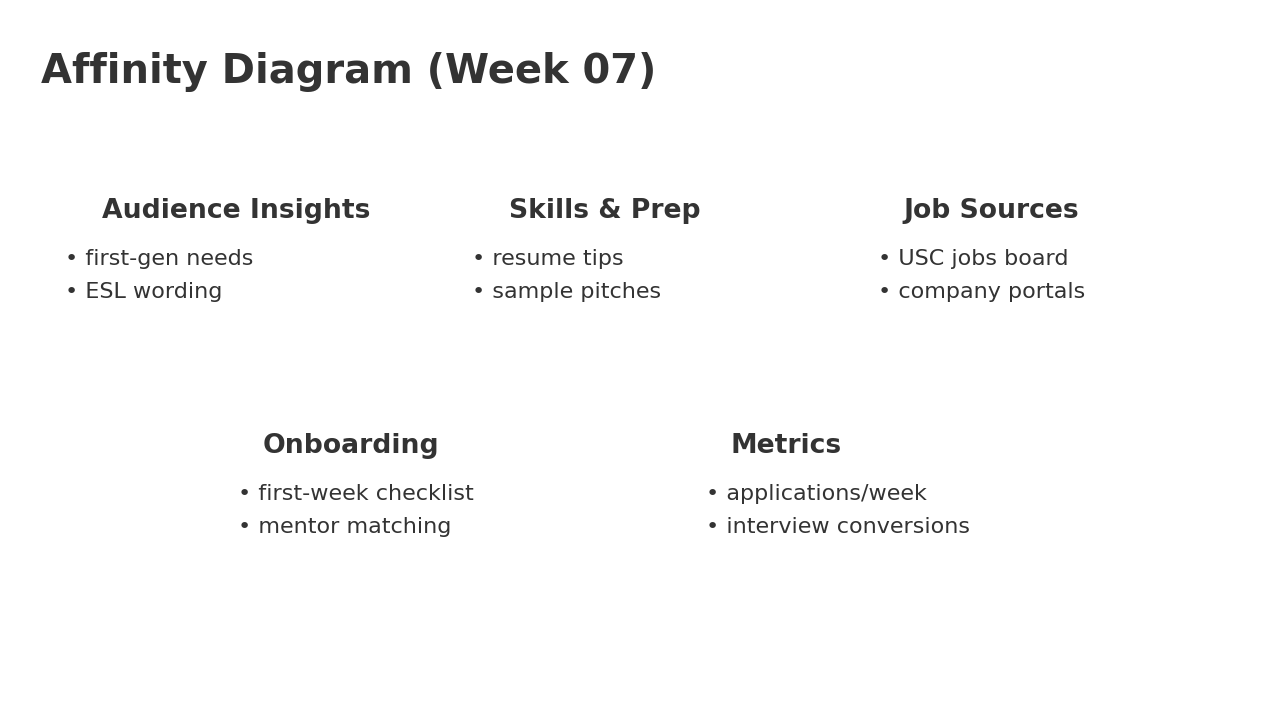 Affinity Diagram (Week 07)
Audience Insights
• first-gen needs
• ESL wording
Skills & Prep
• resume tips
• sample pitches
Job Sources
• USC jobs board
• company portals
Onboarding
• first-week checklist
• mentor matching
Metrics
• applications/week
• interview conversions